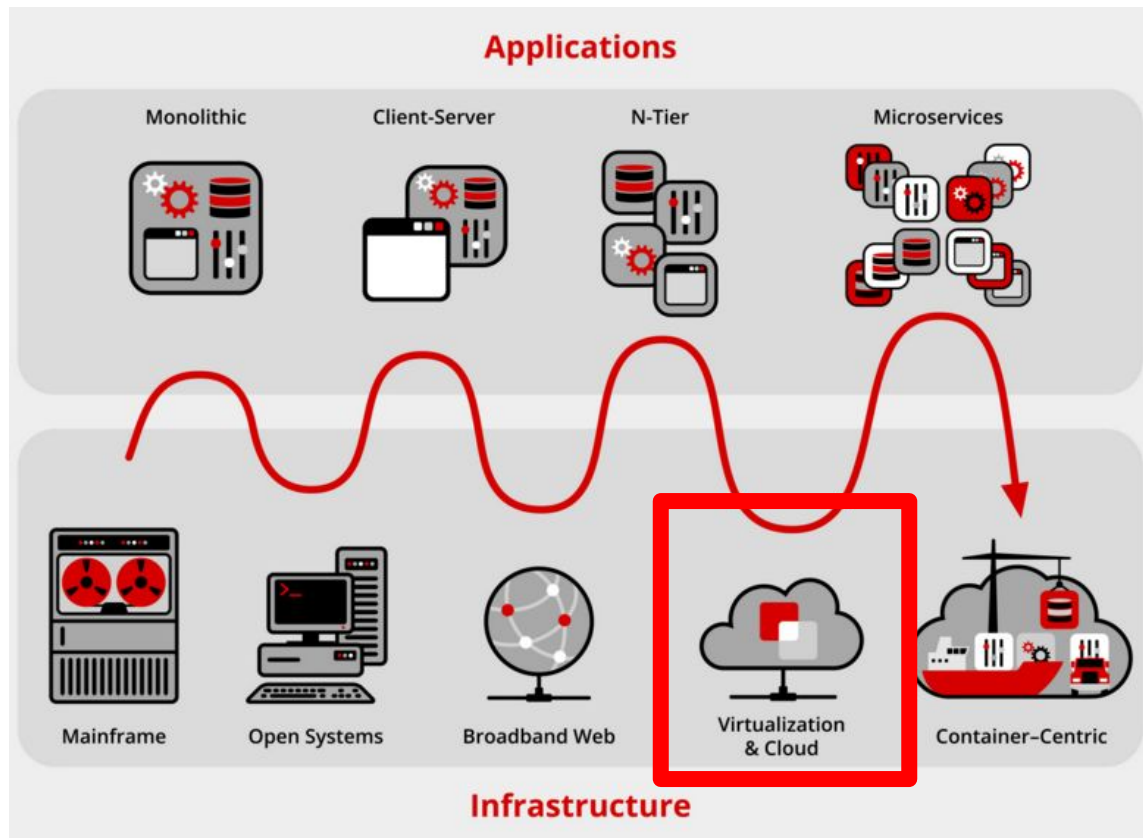 Applications
Monolithic
Client-Server
N-Tier
Microservices
>_
Mainframe
Open Systems
Broadband Web
Virtualization
& Cloud
Container–Centric
Infrastructure